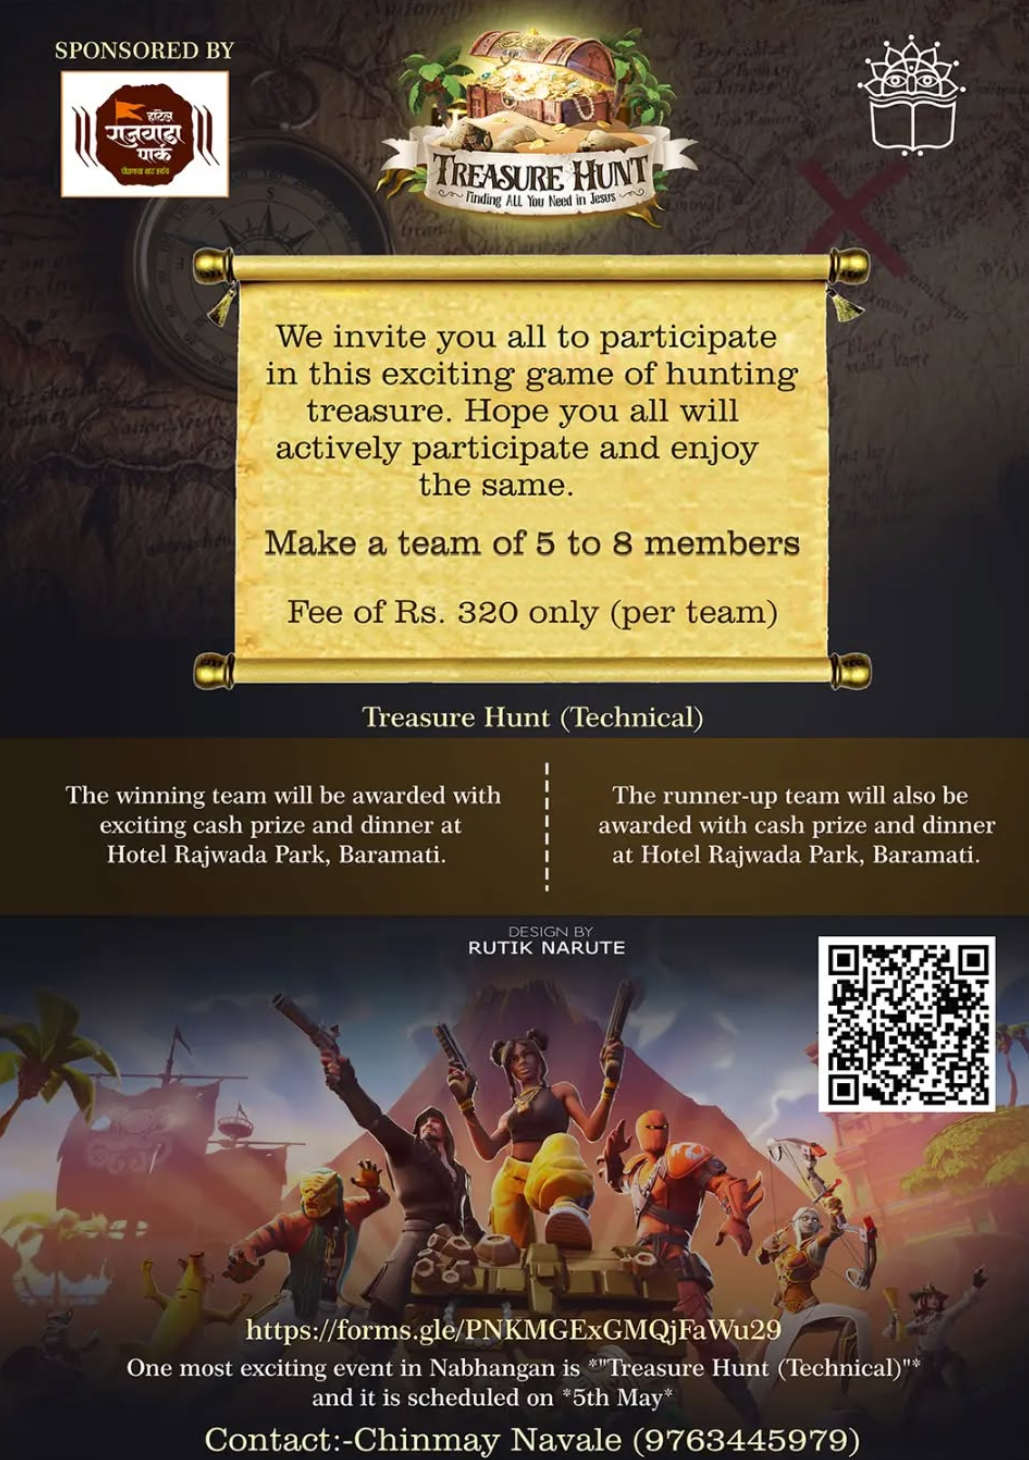 SPONSORED BY
हॉटेल
राजवाडा
पार्क
TREASURE HUNT
Finding ALL You Need in Jesus
We invite you all to participate
in this exciting game of hunting
treasure. Hope you all will
actively participate and enjoy
the same.
Make a team of 5 to 8 members
Fee of Rs. 320 only (per team)
Treasure Hunt (Technical)
The winning team will be awarded with
exciting cash prize and dinner at
Hotel Rajwada Park, Baramati.
The runner-up team will also be
awarded with cash prize and dinner
at Hotel Rajwada Park, Baramati.
DESIGN BY
RUTIK NARUTE
https://forms.gle/PNKMGExGMQjFaWu29
One most exciting event in Nabhangan is *"Treasure Hunt (Technical)"*
and it is scheduled on *5th May*
Contact:-Chinmay Navale (9763445979)